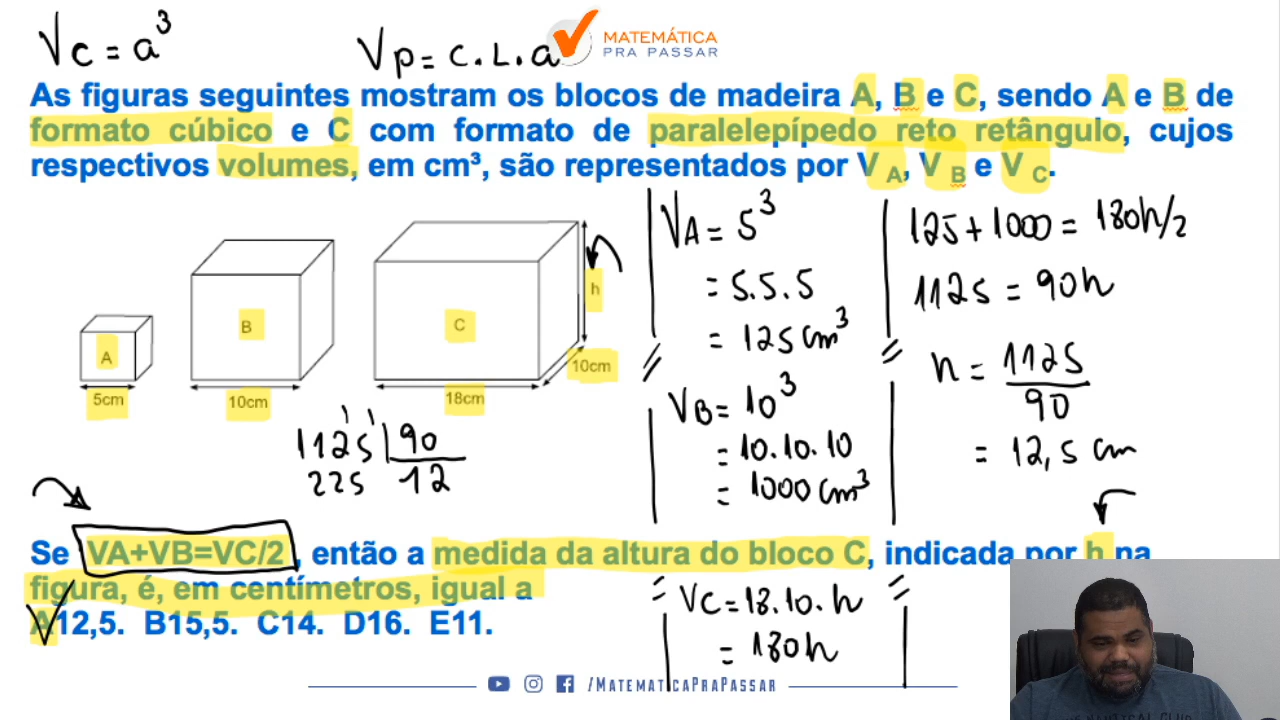 Vc = a³
Vp = c.L.a
MATEMÁTICA
PRA PASSAR
As figuras seguintes mostram os blocos de madeira A, B e C, sendo A e B de
formato cúbico e C com formato de paralelepípedo reto retângulo, cujos
respectivos volumes, em cm³, são representados por V A, V B e V C.
A
5cm
B
10cm
C
18cm
10cm
h
VA = 5³
= 5.5.5
= 125 cm³
VB = 10³
= 10.10.10
= 1000 cm³
125 + 1000 = 180h/2
1125 = 90h
h = 1125
90
= 12,5 cm
1125 90
225 12
Se VA+VB=VC/2, então a medida da altura do bloco C, indicada por h na
figura, é, em centímetros, igual a
A12,5. B15,5. C14. D16. E11.
Vc = 18.10.h
= 180h
/MATEMATICAPRAPASSAR